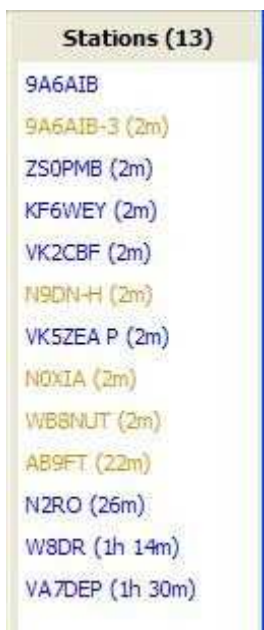 Stations (13)
9A6AIB
9A6AIB-3 (2m)
ZS0PMB (2m)
KF6WEY (2m)
VK2CBF (2m)
N9DN-H (2m)
VK5ZEA P (2m)
N0XIA (2m)
WB8NUT (2m)
AB9FT (22m)
N2RO (26m)
W8DR (1h 14m)
VA7DEP (1h 30m)